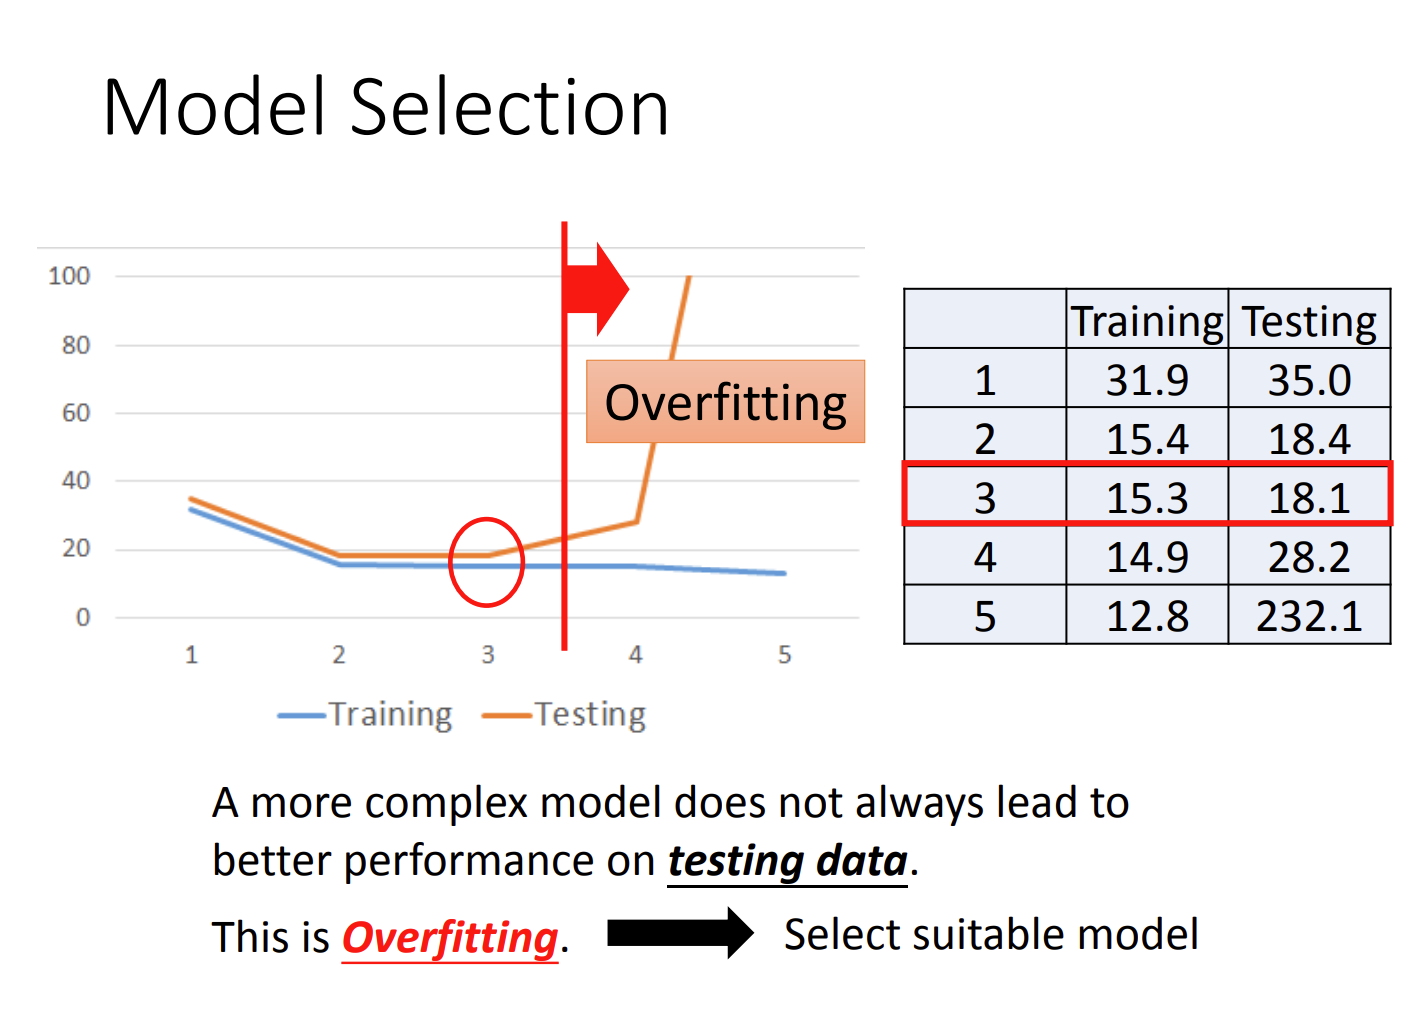 Model Selection
100
80
60
40
20
0
1 2 3 4 5
Training Testing
Overfitting
Training Testing
1 31.9 35.0
2 15.4 18.4
3 15.3 18.1
4 14.9 28.2
5 12.8 232.1
A more complex model does not always lead to
better performance on testing data.
This is Overfitting. Select suitable model